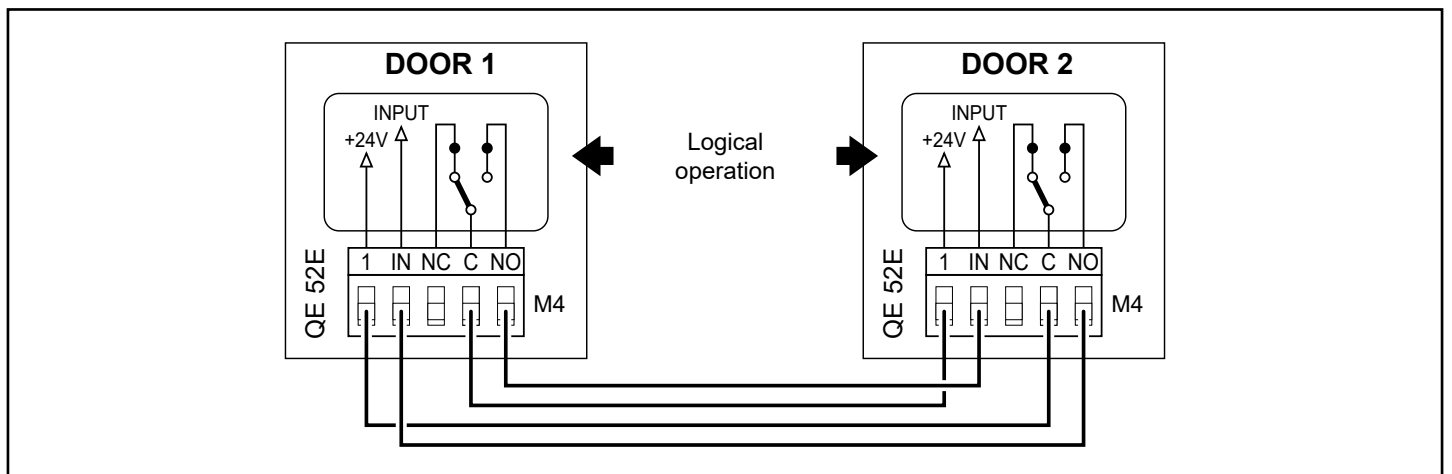 DOOR 1
INPUT
+24V
1 IN NC C NO
QE 52E
M4
Logical
operation
DOOR 2
INPUT
+24V
1 IN NC C NO
QE 52E
M4